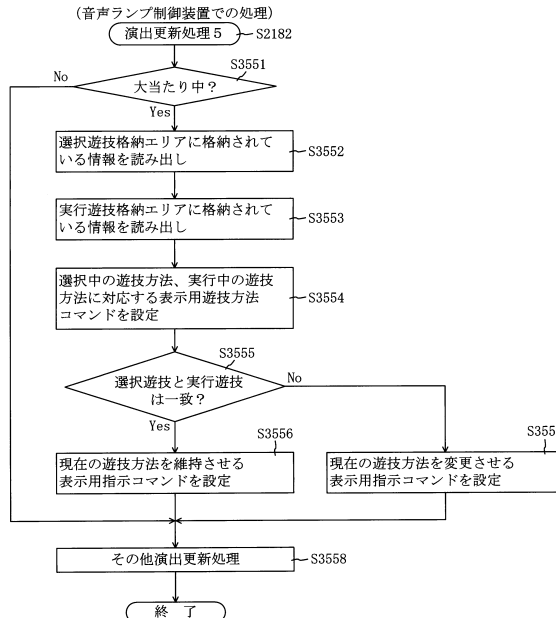 （音声ランプ制御装置での処理）
演出更新処理５
S2182
S3551
No
大当たり中？
Yes
選択遊技格納エリアに格納されて
いる情報を読み出し
S3552
実行遊技格納エリアに格納されて
いる情報を読み出し
S3553
選択中の遊技方法、実行中の遊技
方法に対応する表示用遊技方法
コマンドを設定
S3554
S3555
選択遊技と実行遊技
は一致？
No
Yes
S3556
現在の遊技方法を維持させる
表示用指示コマンドを設定
S355
現在の遊技方法を変更させる
表示用指示コマンドを設定
その他演出更新処理
S3558
終 了